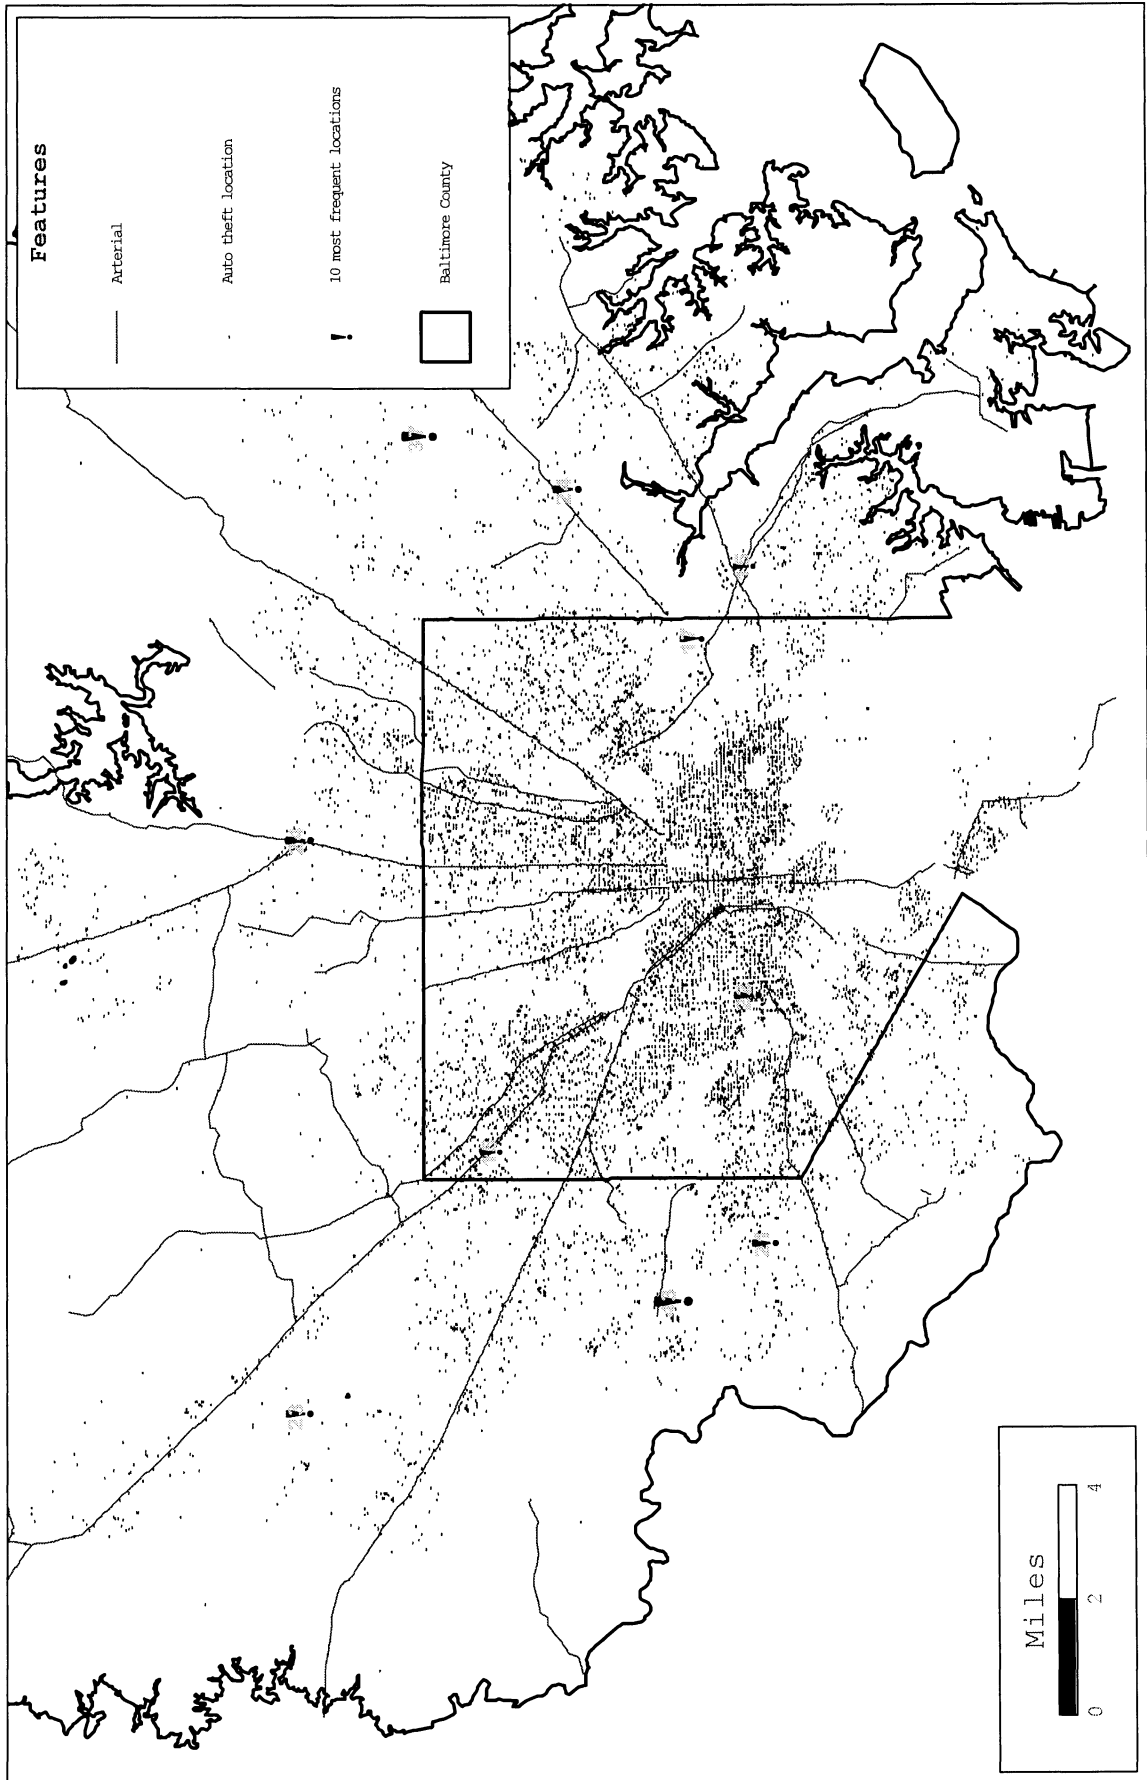 Features
Arterial
Auto theft location
10 most frequent locations
Baltimore County
Miles
0 2 4